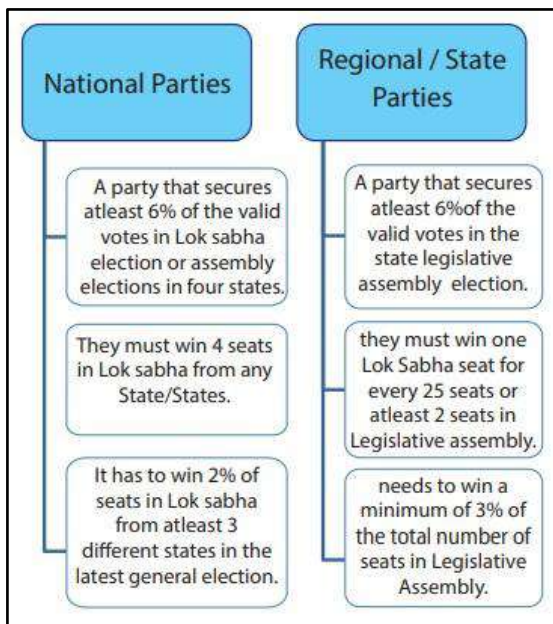 National Parties
A party that secures
atleast 6% of the valid
votes in Lok sabha
election or assembly
elections in four states.
They must win 4 seats
in Lok sabha from any
State/States.
It has to win 2% of
seats in Lok sabha
from atleast 3
different states in the
latest general election.
Regional / State
Parties
A party that secures
atleast 6%of the
valid votes in the
state legislative
assembly election.
they must win one
Lok Sabha seat for
every 25 seats or
atleast 2 seats in
Legislative assembly.
needs to win a
minimum of 3% of
the total number of
seats in Legislative
Assembly.